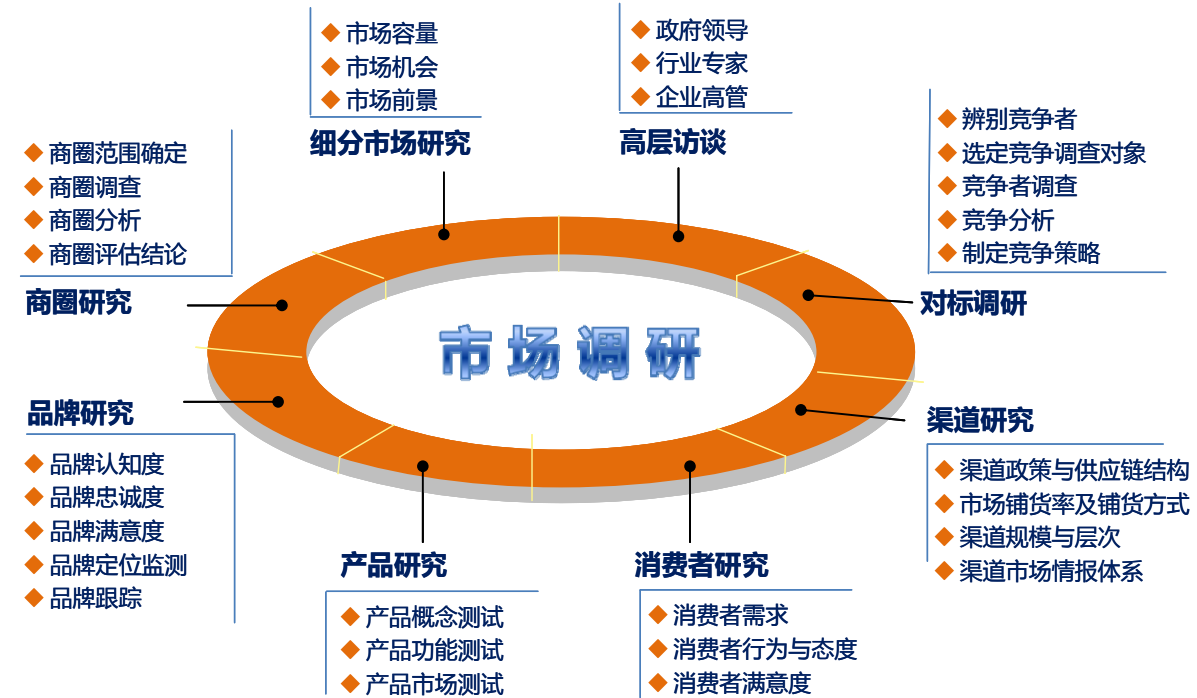 市场容量
市场机会
市场前景
细分市场研究
政府领导
行业专家
企业高管
高层访谈
辨别竞争者
选定竞争调查对象
竞争者调查
竞争分析
制定竞争策略
对标调研
商圈范围确定
商圈调查
商圈分析
商圈评估结论
商圈研究
市场调研
品牌研究
品牌认知度
品牌忠诚度
品牌满意度
品牌定位监测
品牌跟踪
产品研究
产品概念测试
产品功能测试
产品市场测试
消费者研究
消费者需求
消费者行为与态度
消费者满意度
渠道研究
渠道政策与供应链结构
市场铺货率及铺货方式
渠道规模与层次
渠道市场情报体系